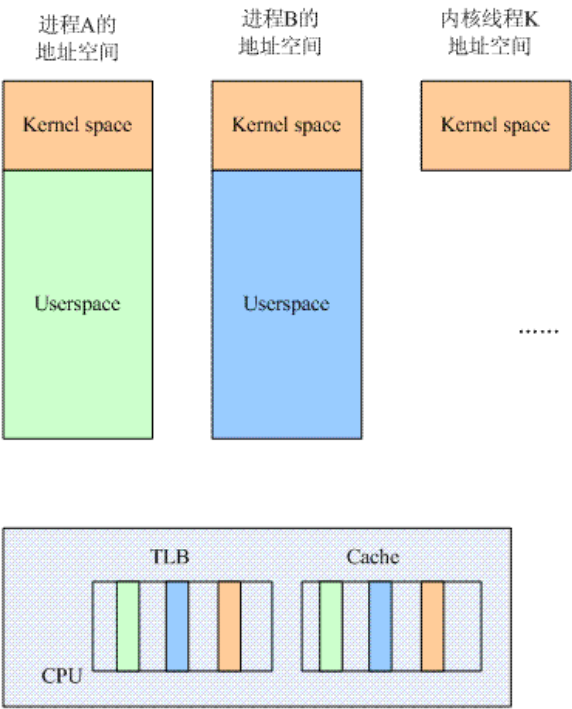 进程A的
地址空间
进程B的
地址空间
内核线程K
地址空间
Kernel space
Kernel space
Kernel space
Userspace
Userspace
......
TLB
Cache
CPU